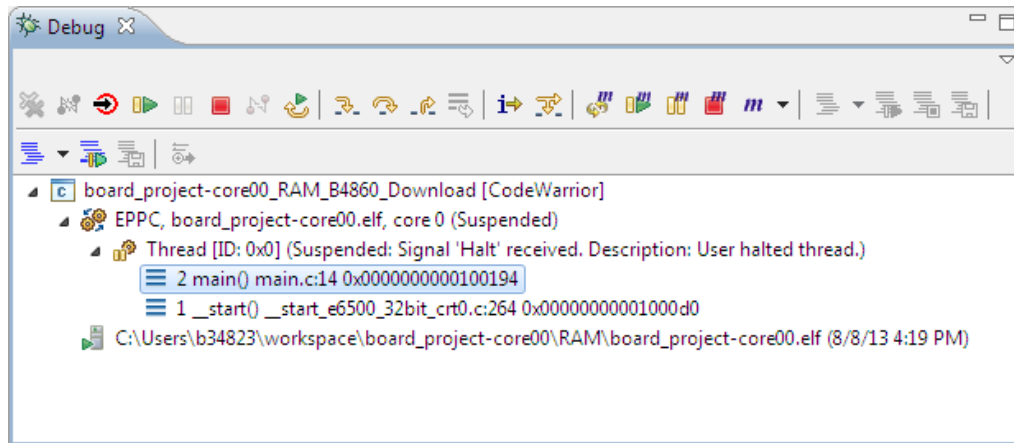 Debug
i m m m m m
board_project-core00_RAM_B4860_Download [CodeWarrior]
EPPC, board_project-core00.elf, core 0 (Suspended)
Thread [ID: 0x0] (Suspended: Signal 'Halt' received. Description: User halted thread.)
2 main() main.c:14 0x0000000000100194
1 __start() __start_e6500_32bit_crt0.c:264 0x00000000001000d0
C:\Users\b34823\workspace\board_project-core00\RAM\board_project-core00.elf (8/8/13 4:19 PM)